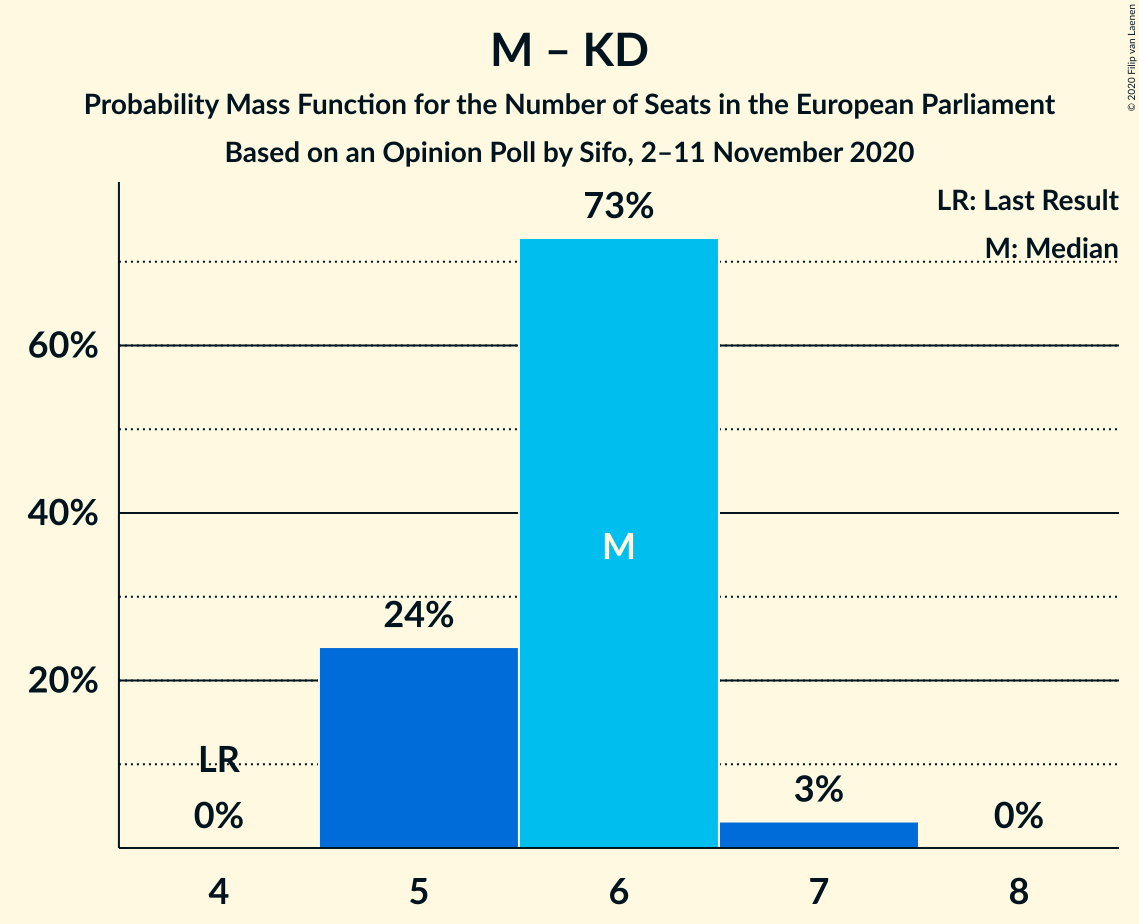 M – KD
Probability Mass Function for the Number of Seats in the European Parliament
Based on an Opinion Poll by Sifo, 2–11 November 2020
© 2020 Filip van Laenen
LR: Last Result
M: Median
73%
60%
M
40%
24%
20%
LR
0%
3%
0%
4 5 6 7 8